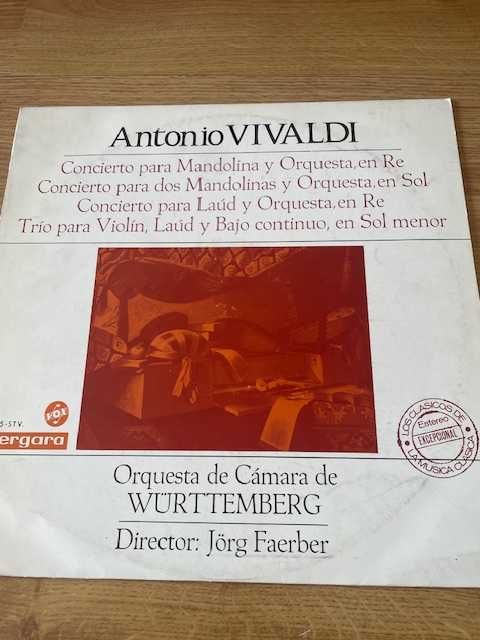 Antonio VIVALDI
Concierto para Mandolina y Orquesta, en Re
Concierto para dos Mandolinas y Orquesta, en Sol
Concierto para Laúd y Orquesta, en Re
Trío para Violín, Laúd y Bajo continuo, en Sol menor
VOX
-STV.
ergara
LOS CLASICOS DE
Estereo
EXCEPCIONAL
LA MUSICA CLASICA
Orquesta de Cámara de
WÜRTTEMBERG
Director: Jörg Faerber